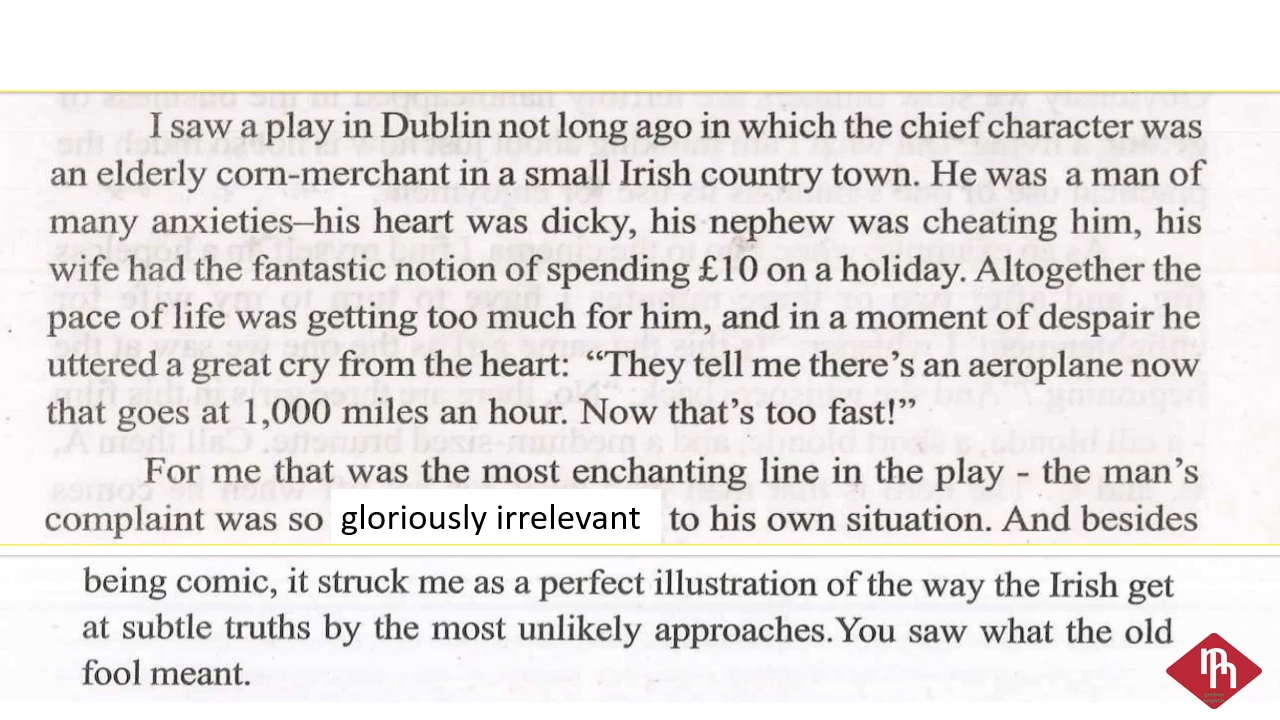 I saw a play in Dublin not long ago in which the chief character was
an elderly corn-merchant in a small Irish country town. He was a man of
many anxieties–his heart was dicky, his nephew was cheating him, his
wife had the fantastic notion of spending £10 on a holiday. Altogether the
pace of life was getting too much for him, and in a moment of despair he
uttered a great cry from the heart: “They tell me there’s an aeroplane now
that goes at 1,000 miles an hour. Now that’s too fast!”
For me that was the most enchanting line in the play - the man’s
complaint was so gloriously irrelevant to his own situation. And besides
being comic, it struck me as a perfect illustration of the way the Irish get
at subtle truths by the most unlikely approaches.You saw what the old
fool meant.